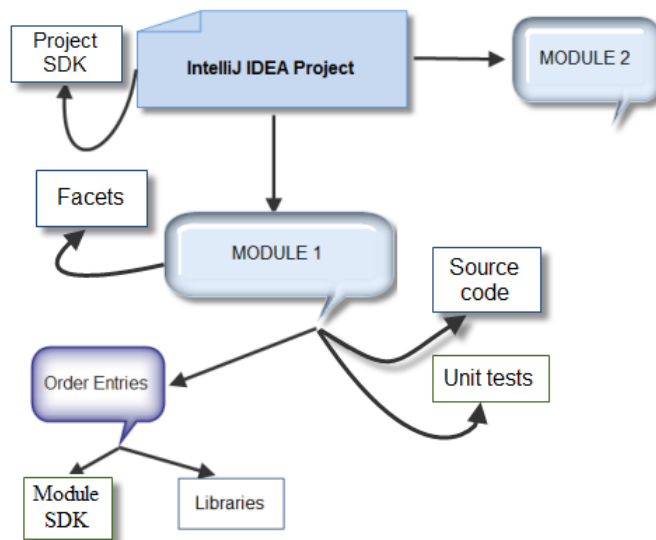 Project
SDK
IntelliJ IDEA Project
MODULE 2
Facets
MODULE 1
Source
code
Order Entries
Unit tests
Module
SDK
Libraries